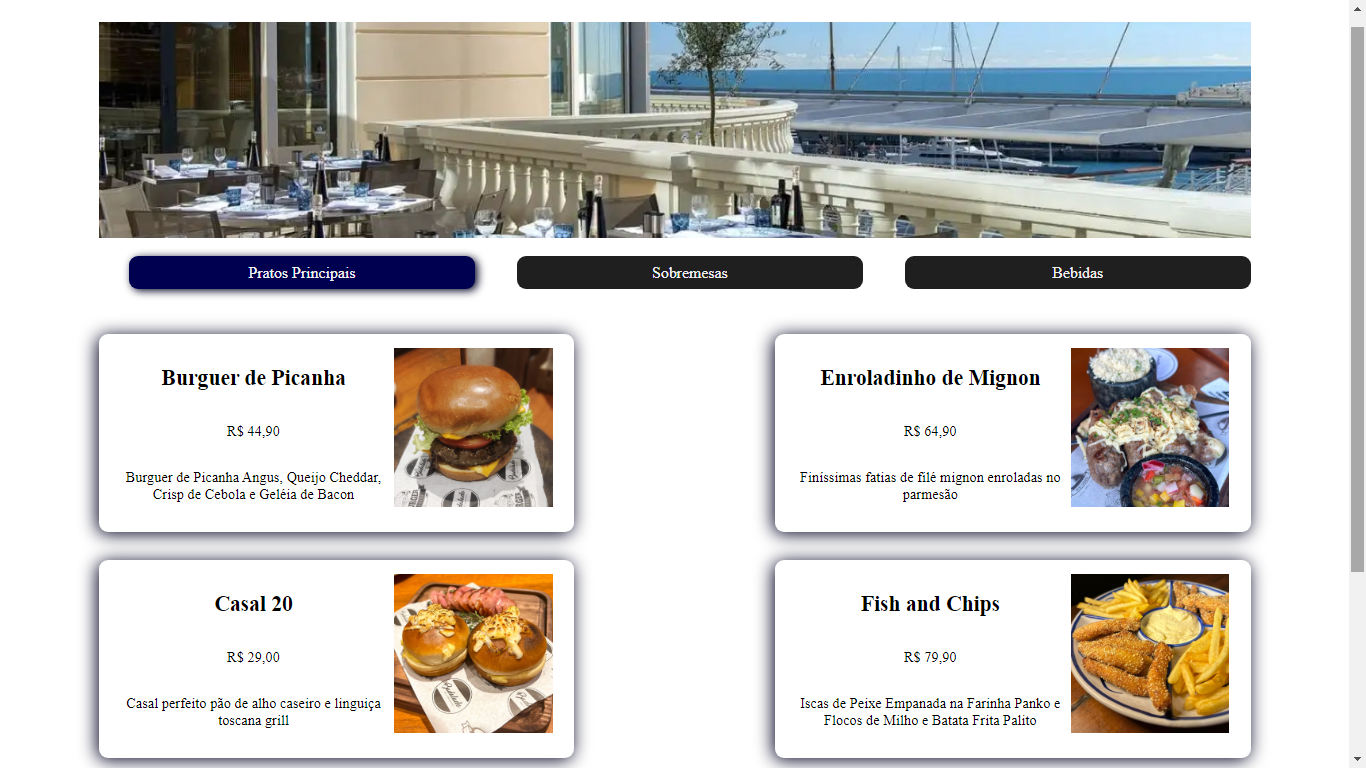 Pratos Principais
Sobremesas
Bebidas
Burguer de Picanha
R$ 44,90
Burguer de Picanha Angus, Queijo Cheddar,
Crisp de Cebola e Geléia de Bacon
Enroladinho de Mignon
R$ 64,90
Finíssimas fatias de filé mignon enroladas no
parmesão
Casal 20
R$ 29,00
Casal perfeito pão de alho caseiro e linguiça
toscana grill
Fish and Chips
R$ 79,90
Iscas de Peixe Empanada na Farinha Panko e
Flocos de Milho e Batata Frita Palito